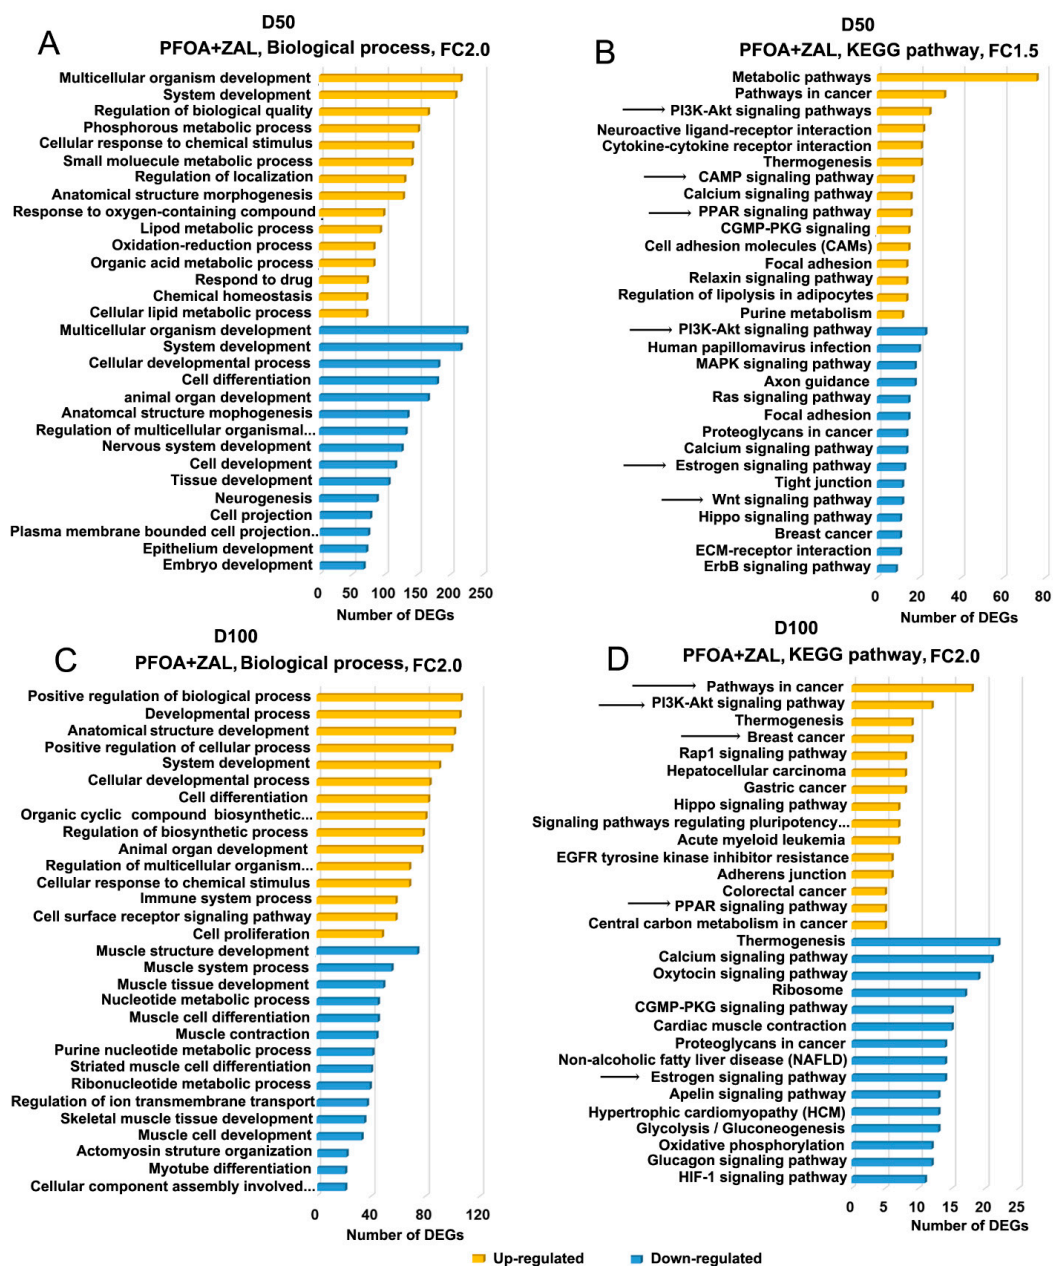 D50
A
PFOA+ZAL, Biological process, FC2.0
Multicellular organism development
System development
Regulation of biological quality
Phosphorous metabolic process
Cellular response to chemical stimulus
Small moluecule metabolic process
Regulation of localization
Anatomical structure morphogenesis
Response to oxygen-containing compound
Lipod metabolic process
Oxidation-reduction process
Organic acid metabolic process
Respond to drug
Chemical homeostasis
Cellular lipid metabolic process
Multicellular organism development
System development
Cellular developmental process
Cell differentiation
animal organ development
Anatomcal structure mophogenesis
Regulation of multicellular organismal...
Nervous system development
Cell development
Tissue development
Neurogenesis
Cell projection
Plasma membrane bounded cell projection..
Epithelium development
Embryo development
0 50 100 150 200 250
Number of DEGs
D50
B
PFOA+ZAL, KEGG pathway, FC1.5
Metabolic pathways
Pathways in cancer
PI3K-Akt signaling pathways
Neuroactive ligand-receptor interaction
Cytokine-cytokine receptor interaction
Thermogenesis
CAMP signaling pathway
Calcium signaling pathway
PPAR signaling pathway
CGMP-PKG signaling
Cell adhesion molecules (CAMs)
Focal adhesion
Relaxin signaling pathway
Regulation of lipolysis in adipocytes
Purine metabolism
PI3K-Akt signaling pathway
Human papillomavirus infection
MAPK signaling pathway
Axon guidance
Ras signaling pathway
Focal adhesion
Proteoglycans in cancer
Calcium signaling pathway
Estrogen signaling pathway
Tight junction
Wnt signaling pathway
Hippo signaling pathway
Breast cancer
ECM-receptor interaction
ErbB signaling pathway
0 20 40 60 80
Number of DEGs
D100
C
PFOA+ZAL, Biological process, FC2.0
Positive regulation of biological process
Developmental process
Anatomical structure development
Positive regulation of cellular process
System development
Cellular developmental process
Cell differentiation
Organic cyclic compound biosynthetic...
Regulation of biosynthetic process
Animal organ development
Regulation of multicellular organism...
Cellular response to chemical stimulus
Immune system process
Cell surface receptor signaling pathway
Cell proliferation
Muscle structure development
Muscle system process
Muscle tissue development
Nucleotide metabolic process
Muscle cell differentiation
Muscle contraction
Purine nucleotide metabolic process
Striated muscle cell differentiation
Ribonucleotide metabolic process
Regulation of ion transmembrane transport
Skeletal muscle tissue development
Muscle cell development
Actomyosin struture organization
Myotube differentiation
Cellular component assembly involved...
0 40 80 120
Number of DEGs
D100
D
PFOA+ZAL, KEGG pathway, FC2.0
Pathways in cancer
PI3K-Akt signaling pathway
Thermogenesis
Breast cancer
Rap1 signaling pathway
Hepatocellular carcinoma
Gastric cancer
Hippo signaling pathway
Signaling pathways regulating pluripotency...
Acute myeloid leukemia
EGFR tyrosine kinase inhibitor resistance
Adherens junction
Colorectal cancer
PPAR signaling pathway
Central carbon metabolism in cancer
Thermogenesis
Calcium signaling pathway
Oxytocin signaling pathway
Ribosome
CGMP-PKG signaling pathway
Cardiac muscle contraction
Proteoglycans in cancer
Non-alcoholic fatty liver disease (NAFLD)
Estrogen signaling pathway
Apelin signaling pathway
Hypertrophic cardiomyopathy (HCM)
Glycolysis / Gluconeogenesis
Oxidative phosphorylation
Glucagon signaling pathway
HIF-1 signaling pathway
0 5 10 15 20 25
Number of DEGs
Up-regulated Down-regulated